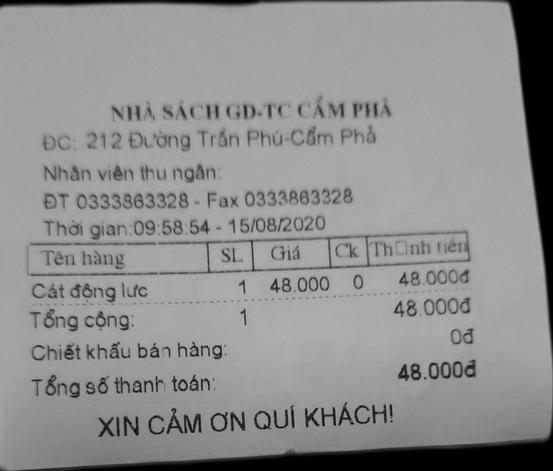 NHÀ SÁCH GD-TC CẨM PHẢ
ĐC: 212 Đường Trần Phú-Cẩm Phả
Nhân viên thu ngân:
ĐT 0333863328 - Fax 0333863328
Thời gian:09:58:54 - 15/08/2020
Tên hàng SL Giá Ck Th□nh tiền
Cát động lưc 1 48.000 0 48.000đ
Tổng cộng: 1 48.000đ
Chiết khấu bán hàng: 0đ
Tổng số thanh toán: 48.000đ
XIN CẢM ƠN QUÍ KHÁCH!